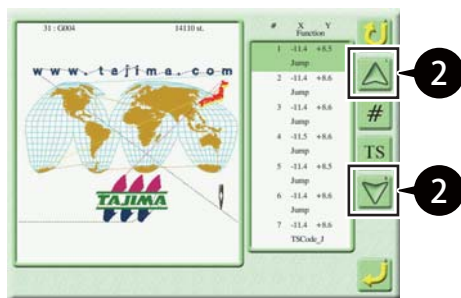 31 : G004 14110 st.
www.tajima.com
TAJIMA
# X Y
Function
1 -11.4 +8.5
Jump
2 -11.4 +8.6
Jump
3 -11.4 +8.6
Jump
4 -11.5 +8.6
Jump
5 -11.4 +8.6
Jump
6 -11.4 +8.6
Jump
7 -11.4 +8.6
TSCode_J
2
#
TS
2